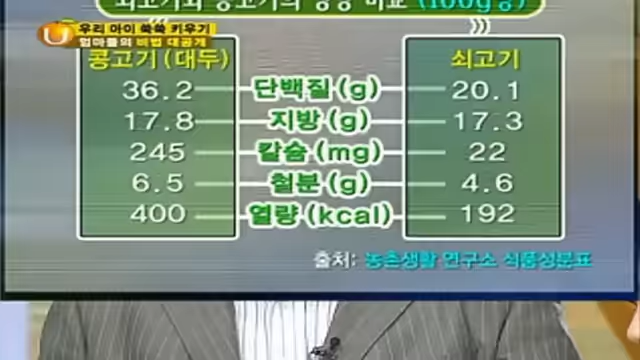 쇠고기와 콩고기의 영양 비교 (100g당)
우리 아이 쑥쑥 키우기
엄마들의 비법 대공개
콩고기(대두) 쇠고기
36.2 단백질(g) 20.1
17.8 지방(g) 17.3
245 칼슘(mg) 22
6.5 철분(g) 4.6
400 열량(kcal) 192
출처: 농촌생활 연구소 식품성분표